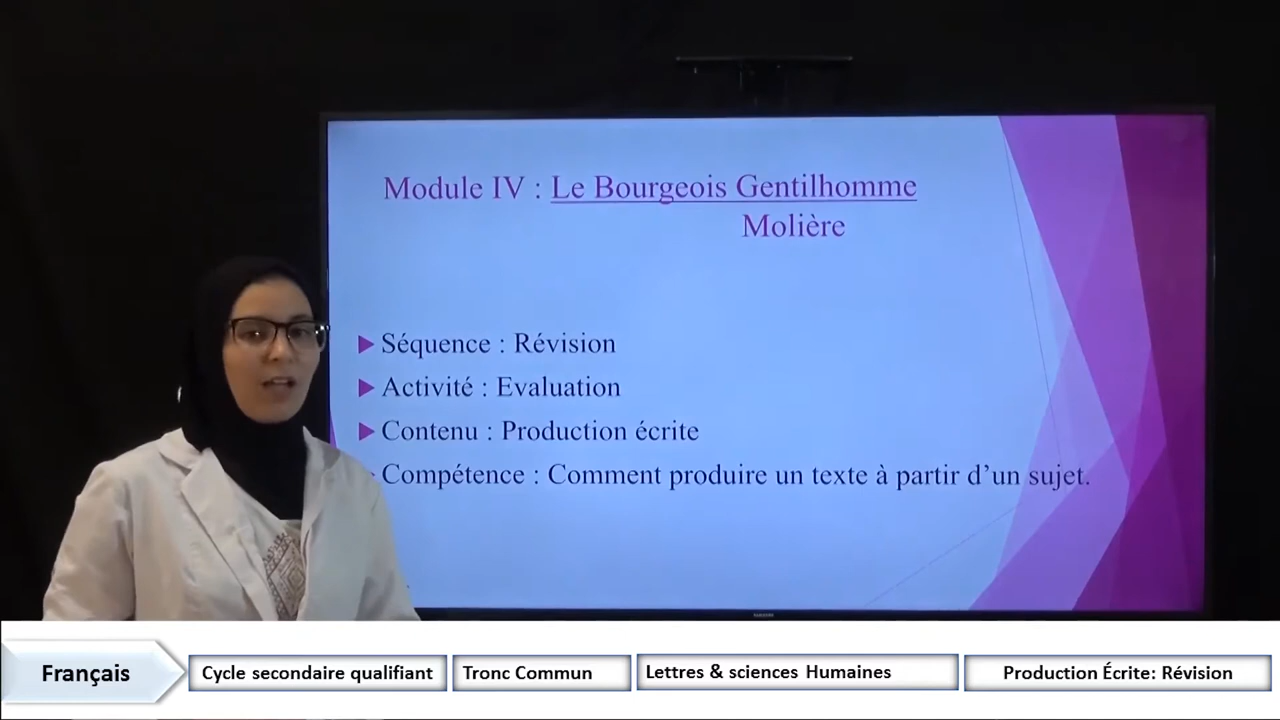 Module IV : Le Bourgeois Gentilhomme
Molière
Séquence : Révision
Activité : Evaluation
Contenu : Production écrite
Compétence : Comment produire un texte à partir d'un sujet.
SAMSUNG
Français
Cycle secondaire qualifiant
Tronc Commun
Lettres & sciences Humaines
Production Écrite: Révision